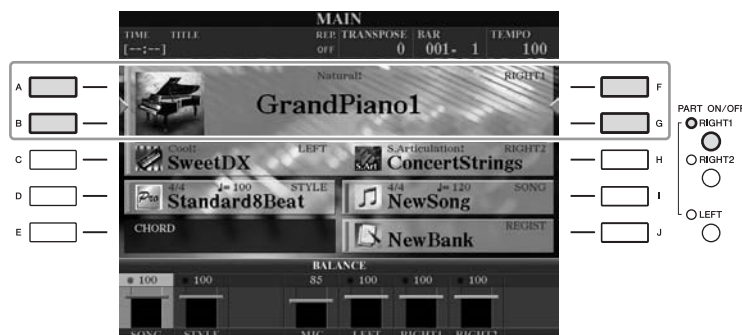 MAIN
TIME TITLE REP. TRANSPOSE BAR TEMPO
[--:--] OFF 0 001- 1 100
Natural! RIGHT1
GrandPiano1
A F
B G
PART ON/OFF
RIGHT1
RIGHT2
LEFT
C H
Cool! LEFT S.Articulation! RIGHT2
SweetDX S.Art ConcertStrings
D I
4/4 ♩=100 STYLE 4/4 ♩=120 SONG
Pro Standard8Beat NewSong
E J
CHORD REGIST
NewBank
BALANCE
100 100 85 100 100 100
SONG STYLE MIC LEFT RIGHT1 RIGHT2